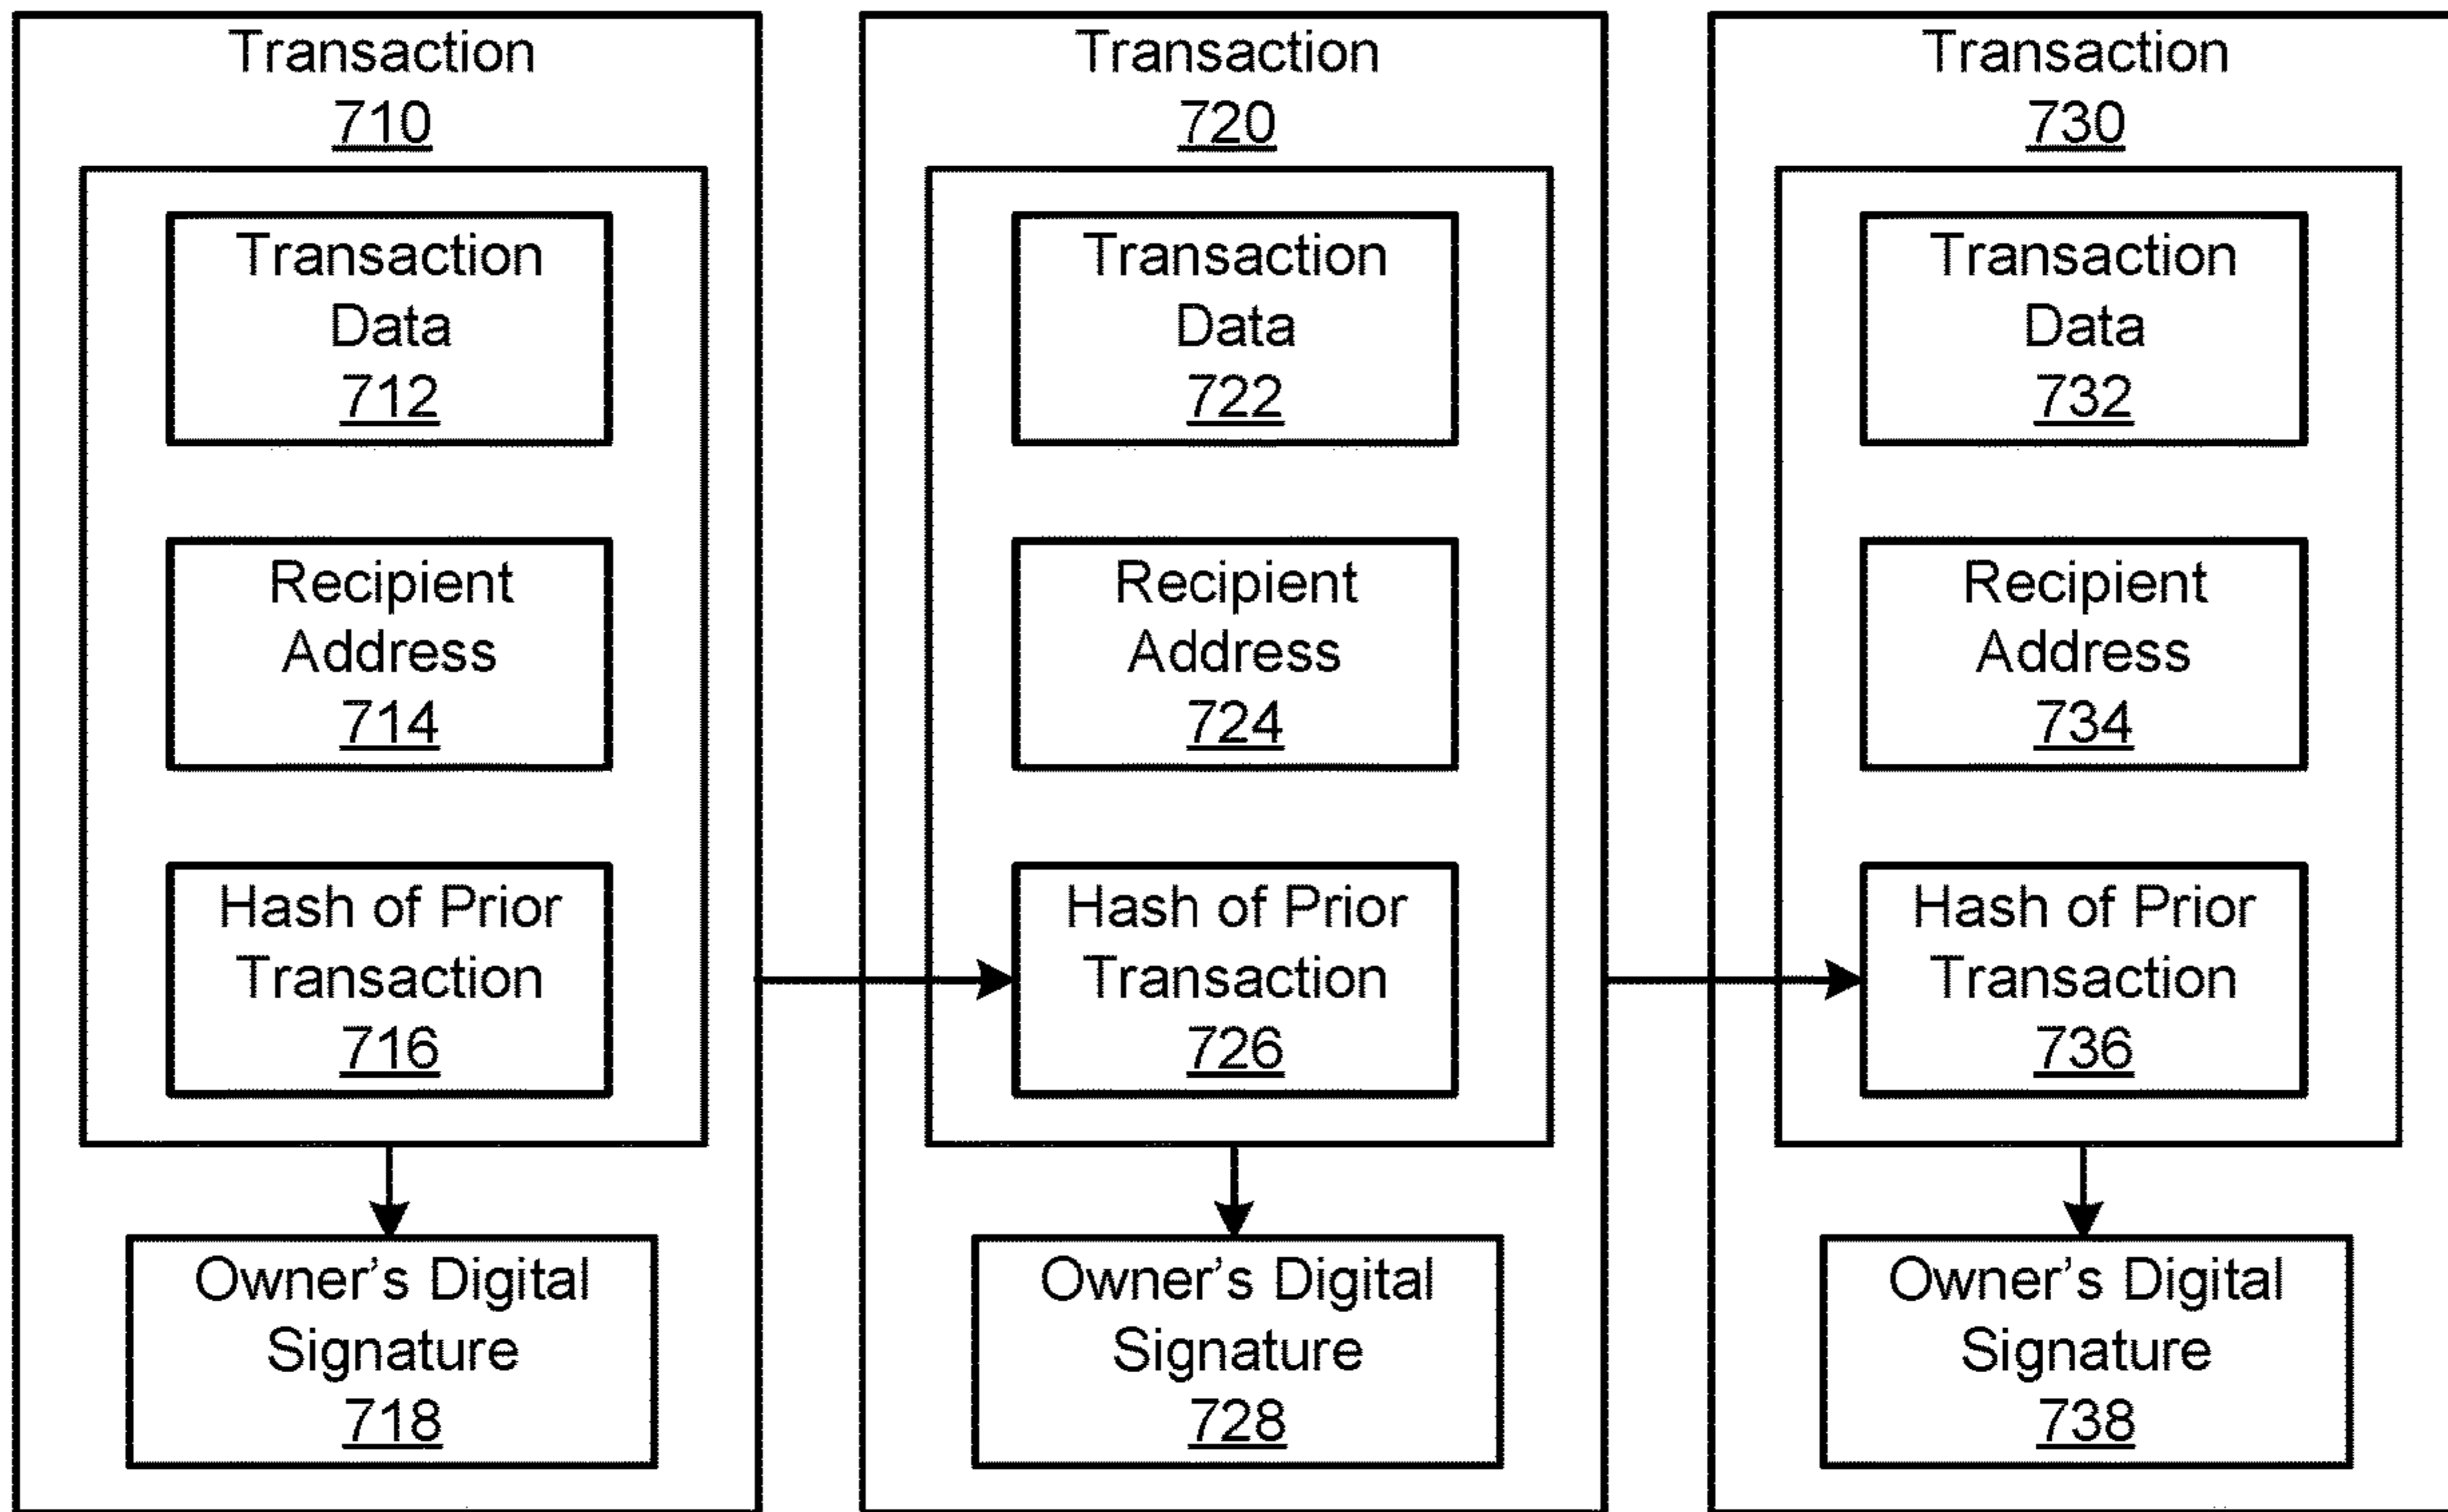 Transaction
710
Transaction
Data
712
Recipient
Address
714
Hash of Prior
Transaction
716
Owner’s Digital
Signature
718
Transaction
720
Transaction
Data
722
Recipient
Address
724
Hash of Prior
Transaction
726
Owner’s Digital
Signature
728
Transaction
730
Transaction
Data
732
Recipient
Address
734
Hash of Prior
Transaction
736
Owner’s Digital
Signature
738